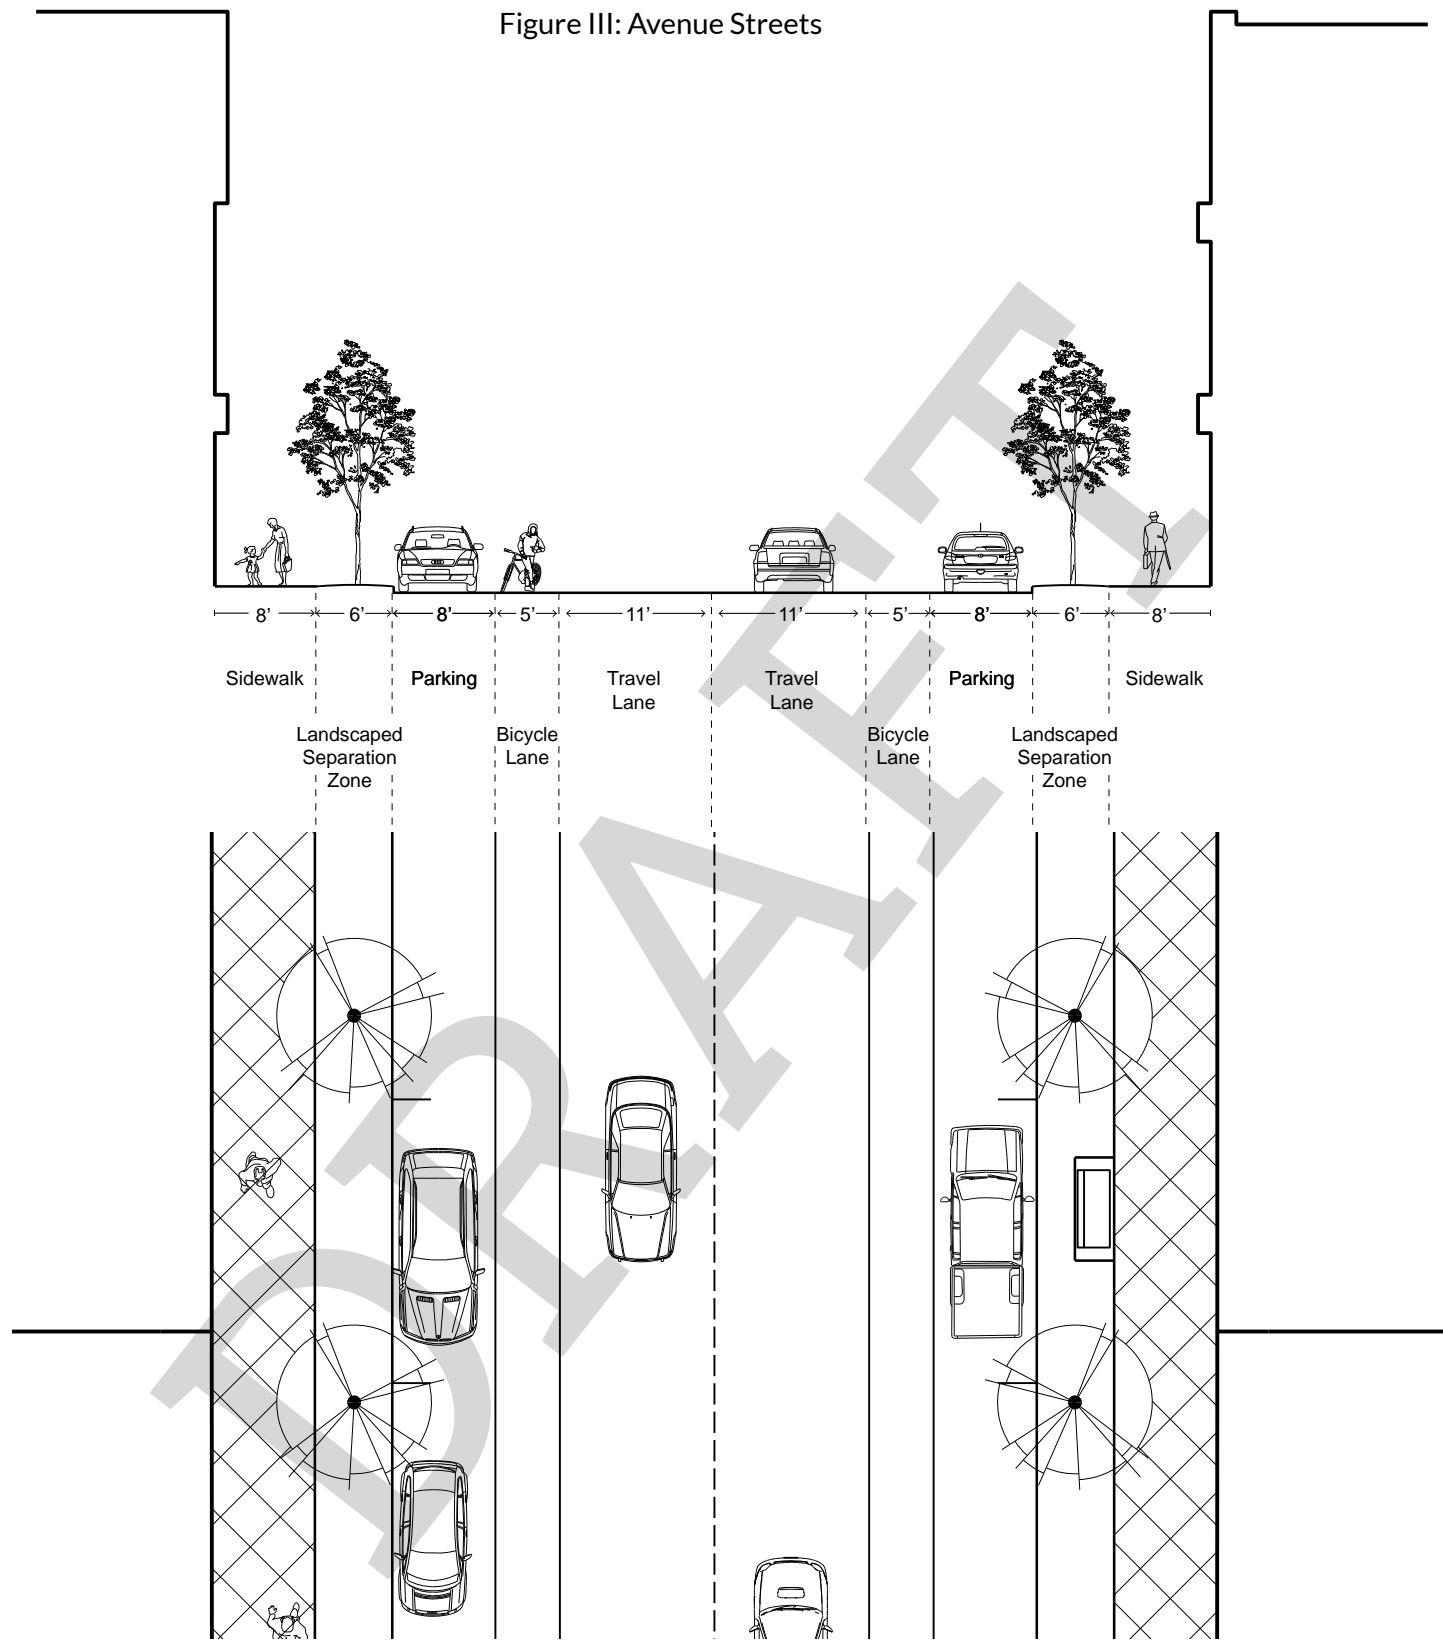 Figure III: Avenue Streets
8’ 6’ 8’ 5’ 11’ 11’ 5’ 8’ 6’ 8’
Sidewalk
Landscaped
Separation
Zone
Parking
Bicycle
Lane
Travel
Lane
Travel
Lane
Bicycle
Lane
Parking
Landscaped
Separation
Zone
Sidewalk
DRAFT